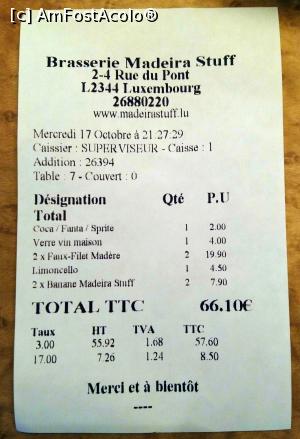 [c] © AmFostAcolo®
Brasserie Madeira Stuff
2-4 Rue du Pont
L2344 Luxembourg
26880220
www.madeirastuff.lu
Mercredi 17 Octobre à 21:27:29
Caissier : SUPERVISEUR - Caisse : 1
Addition : 26394
Table : 7 - Couvert : 0
Désignation Qté P.U
Total
Coca / Fanta / Sprite 1 2.00
Verre vin maison 1 4.00
2 x Faux-Filet Madère 2 19.90
Limoncello 1 4.50
2 x Banane Madeira Stuff 2 7.90
TOTAL TTC 66.10€
Taux HT TVA TTC
3.00 55.92 1.68 57.60
17.00 7.26 1.24 8.50
Merci et à bientôt
----